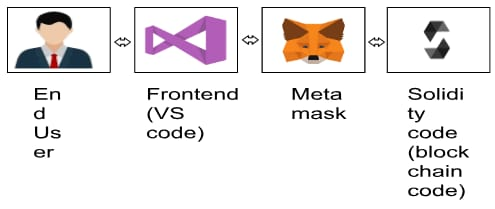 En
d
Us
er
Frontend
(VS
code)
Meta
mask
Solidi
ty
code
(block
chain
code)